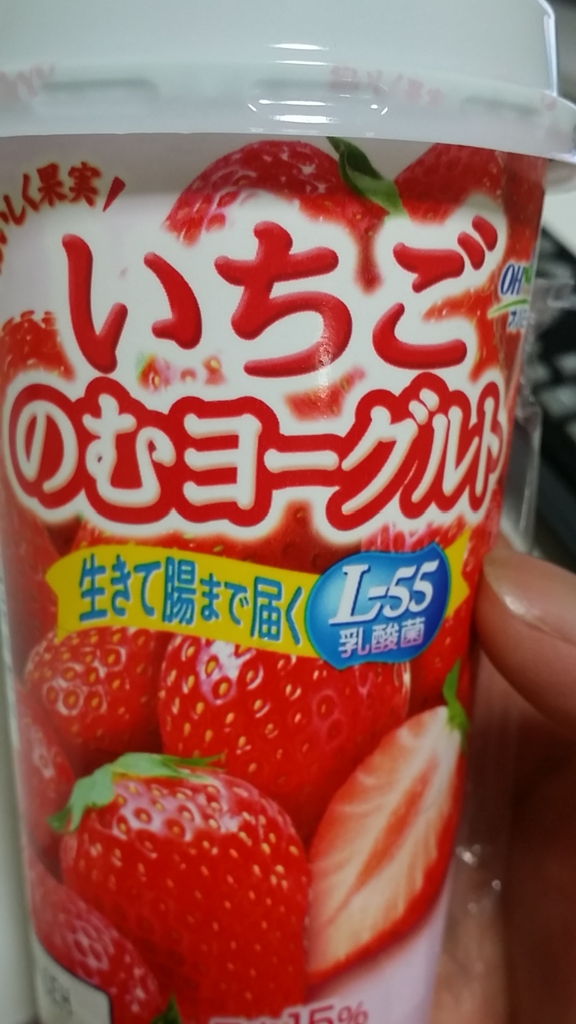 しく果実
いちご
のむヨーグルト
生きて腸まで届く
L-55
乳酸菌
15%